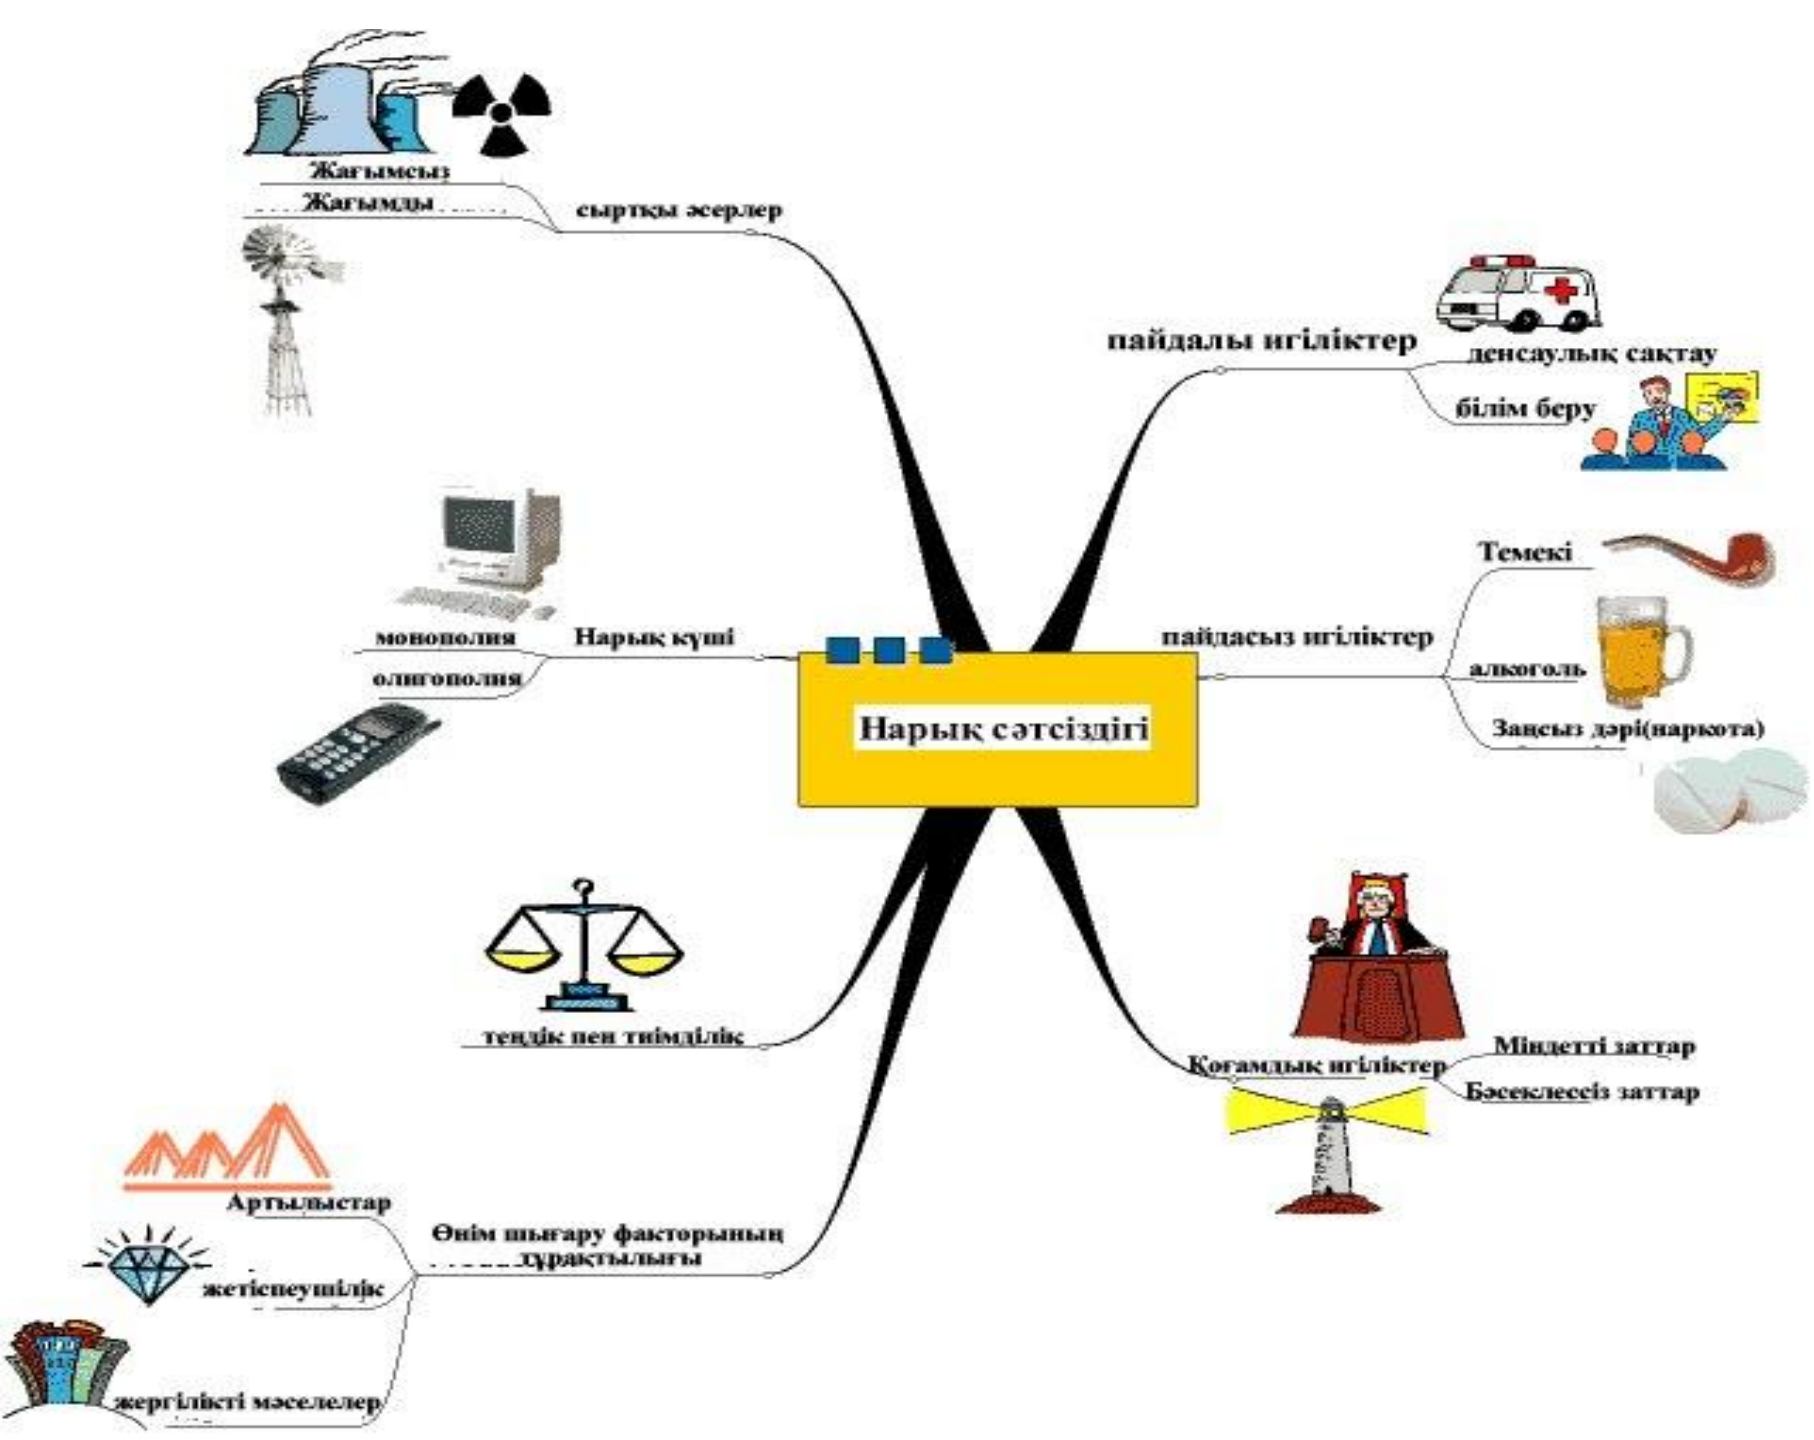 Жағымсыз
Жағымды
сыртқы әсерлер
пайдалы игіліктер
денсаулық сақтау
білім беру
монополия
олигополия
Нарық күші
Нарық сәтсіздігі
пайдасыз игіліктер
Темекі
алкоголь
Заңсыз дәрі(наркота)
теңдік пен тиімділік
Қоғамдық игіліктер
Міндетті заттар
Бәсеклессіз заттар
Өнім шығару факторының
тұрақтылығы
Артылыстар
жетіспеушілік
жергілікті мәселелер